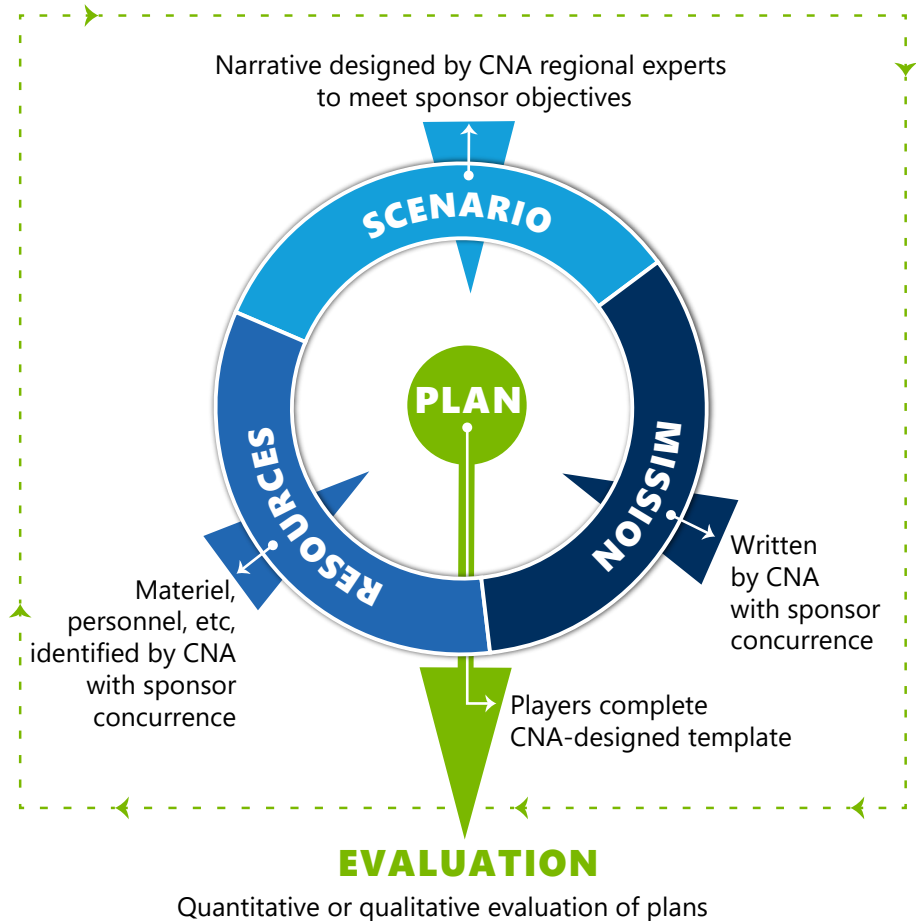 Narrative designed by CNA regional experts
to meet sponsor objectives
SCENARIO
PLAN
MISSION
RESOURCES
Written
by CNA
with sponsor
concurrence
Materiel,
personnel, etc,
identified by CNA
with sponsor
concurrence
Players complete
CNA-designed template
EVALUATION
Quantitative or qualitative evaluation of plans